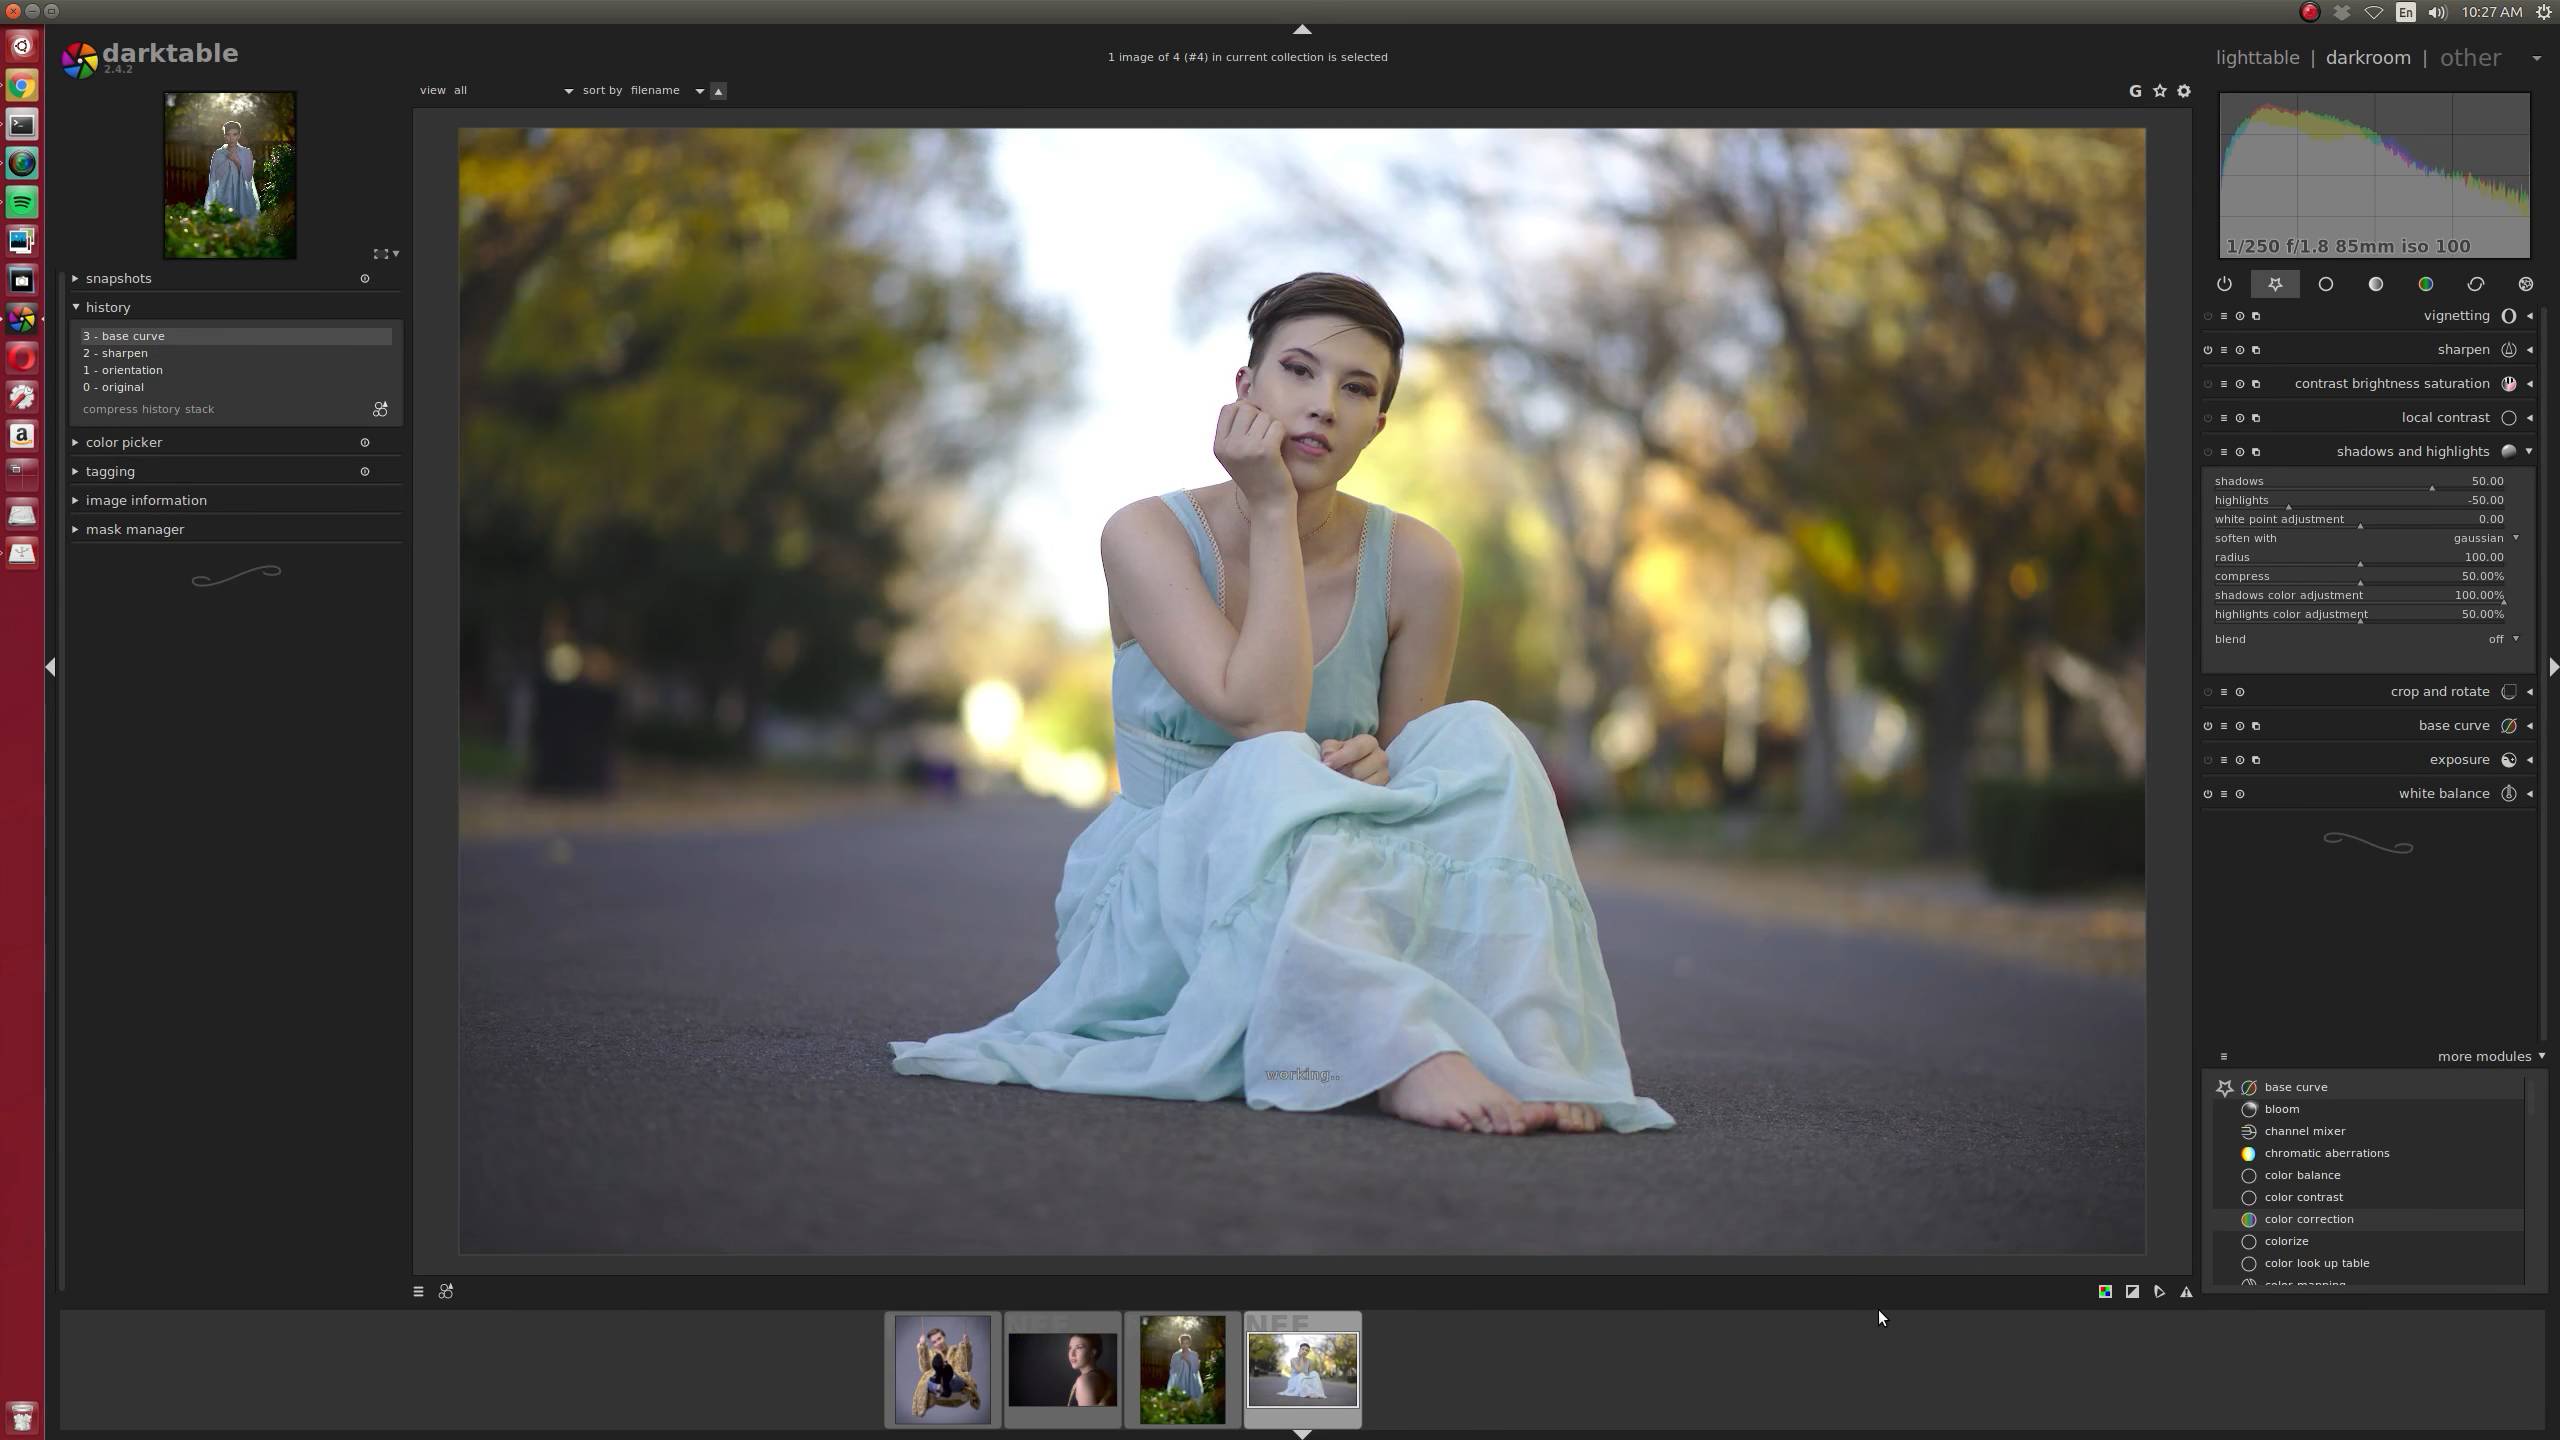 En
10:27 AM
darktable
2.4.2
1 image of 4 (#4) in current collection is selected
lighttable | darkroom | other
view all
sort by filename
G
1/250 f/1.8 85mm iso 100
snapshots
history
3 - base curve
2 - sharpen
1 - orientation
0 - original
compress history stack
color picker
tagging
image information
mask manager
working..
vignetting
sharpen
contrast brightness saturation
local contrast
shadows and highlights
shadows 50.00
highlights -50.00
white point adjustment 0.00
soften with gaussian
radius 100.00
compress 50.00%
shadows color adjustment 100.00%
highlights color adjustment 50.00%
blend off
crop and rotate
base curve
exposure
white balance
more modules
base curve
bloom
channel mixer
chromatic aberrations
color balance
color contrast
color correction
colorize
color look up table
color mapping
NEF